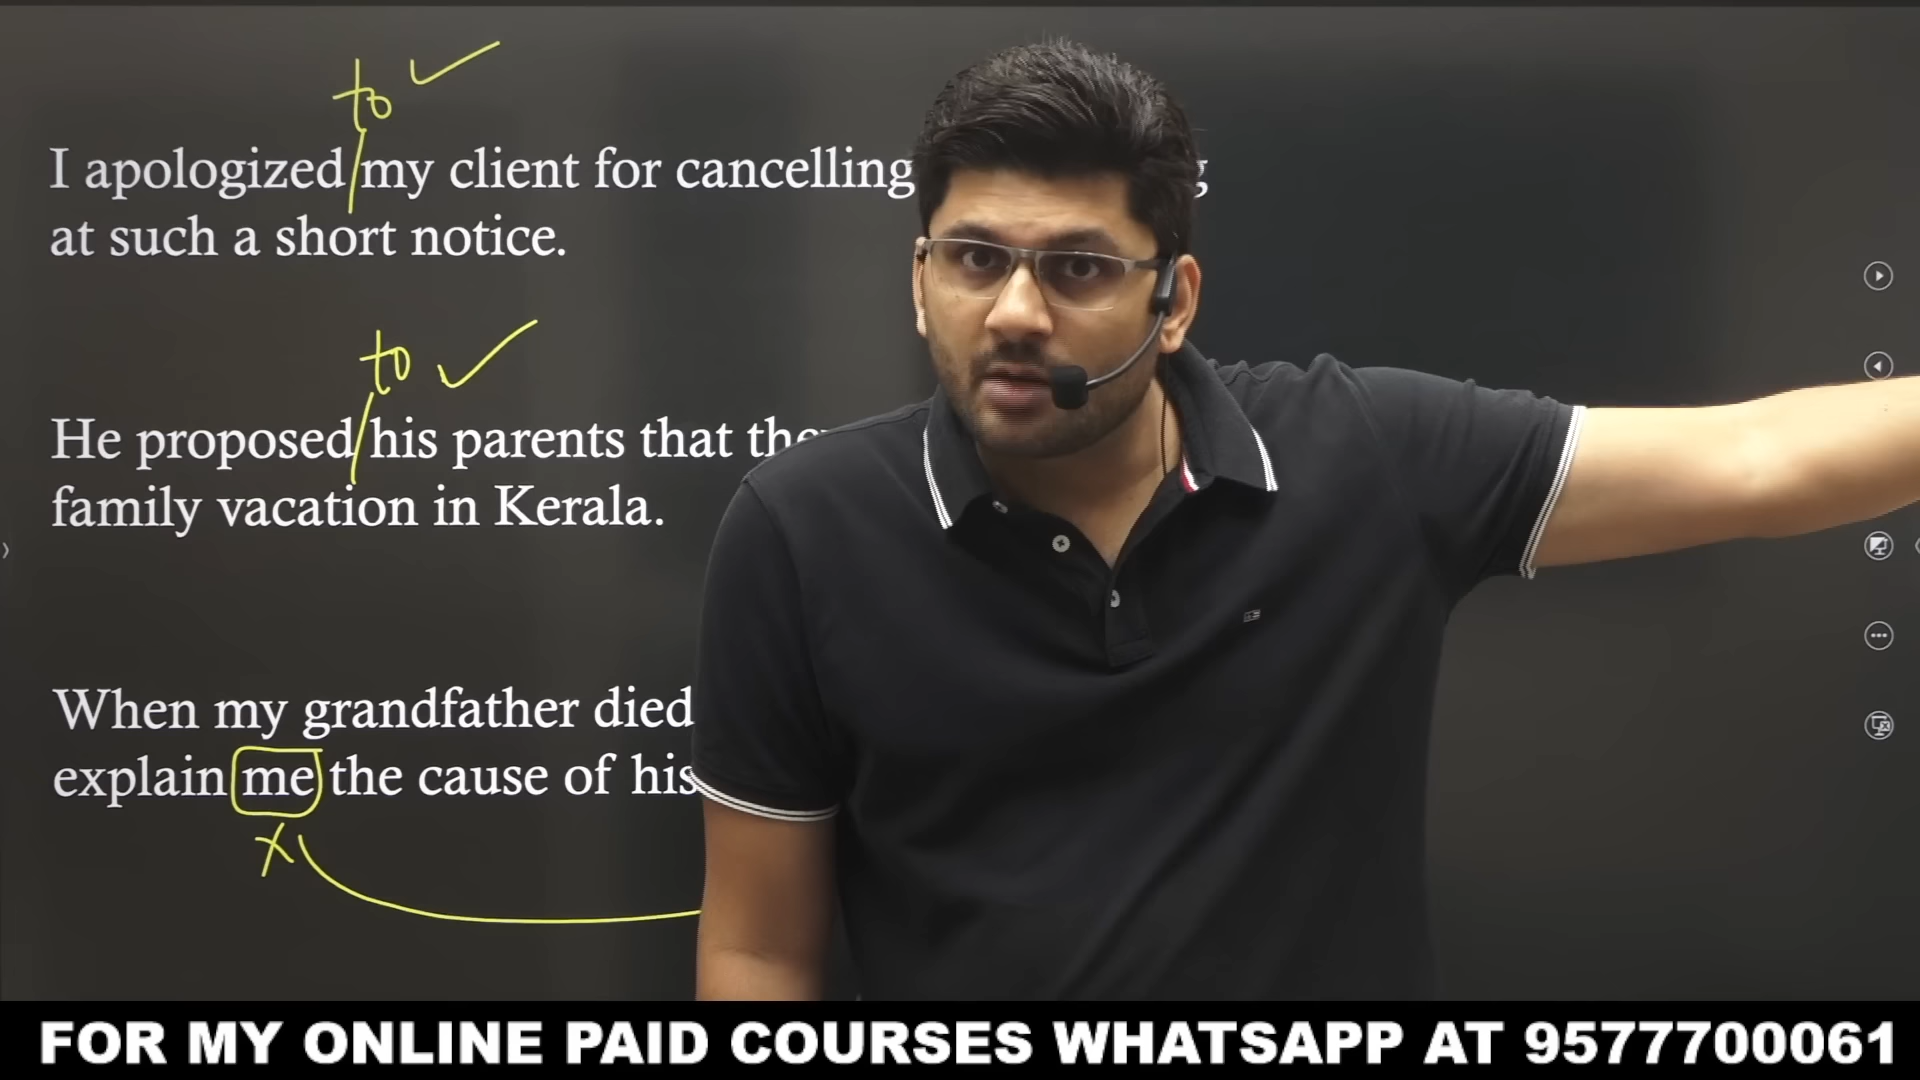 to
I apologized my client for cancelling
at such a short notice.
to
He proposed his parents that
family vacation in Kerala.
When my grandfather died
explain me the cause of his
x
FOR MY ONLINE PAID COURSES WHATSAPP AT 9577700061